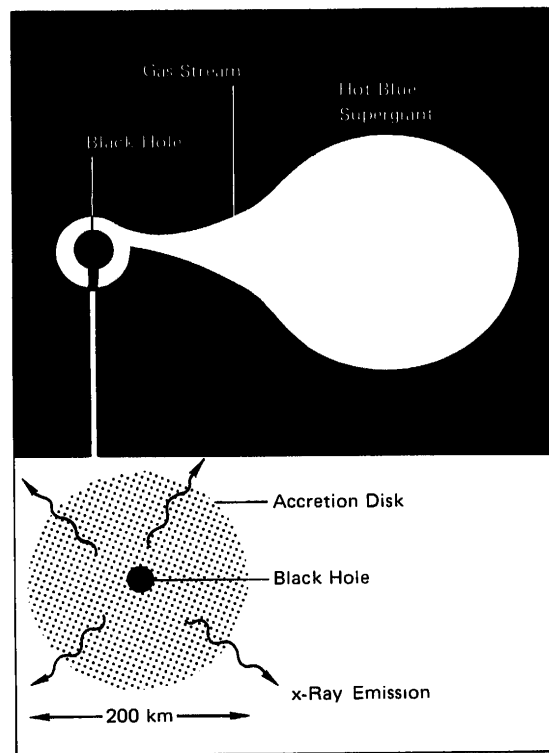 Gas Stream
Hot Blue
Supergiant
Black Hole
Accretion Disk
Black Hole
x-Ray Emission
200 km